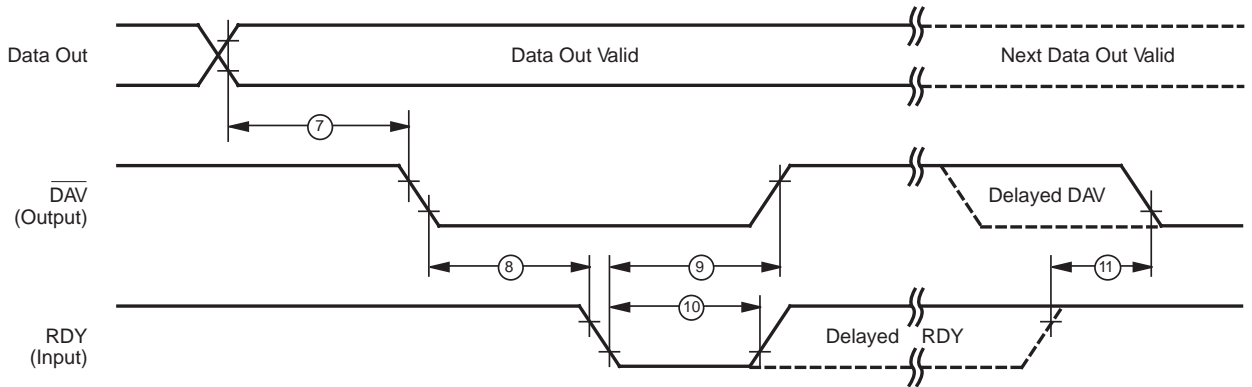 Data Out
Data Out Valid
Next Data Out Valid
7
DAV
(Output)
Delayed DAV
8
9
11
10
RDY
(Input)
Delayed RDY